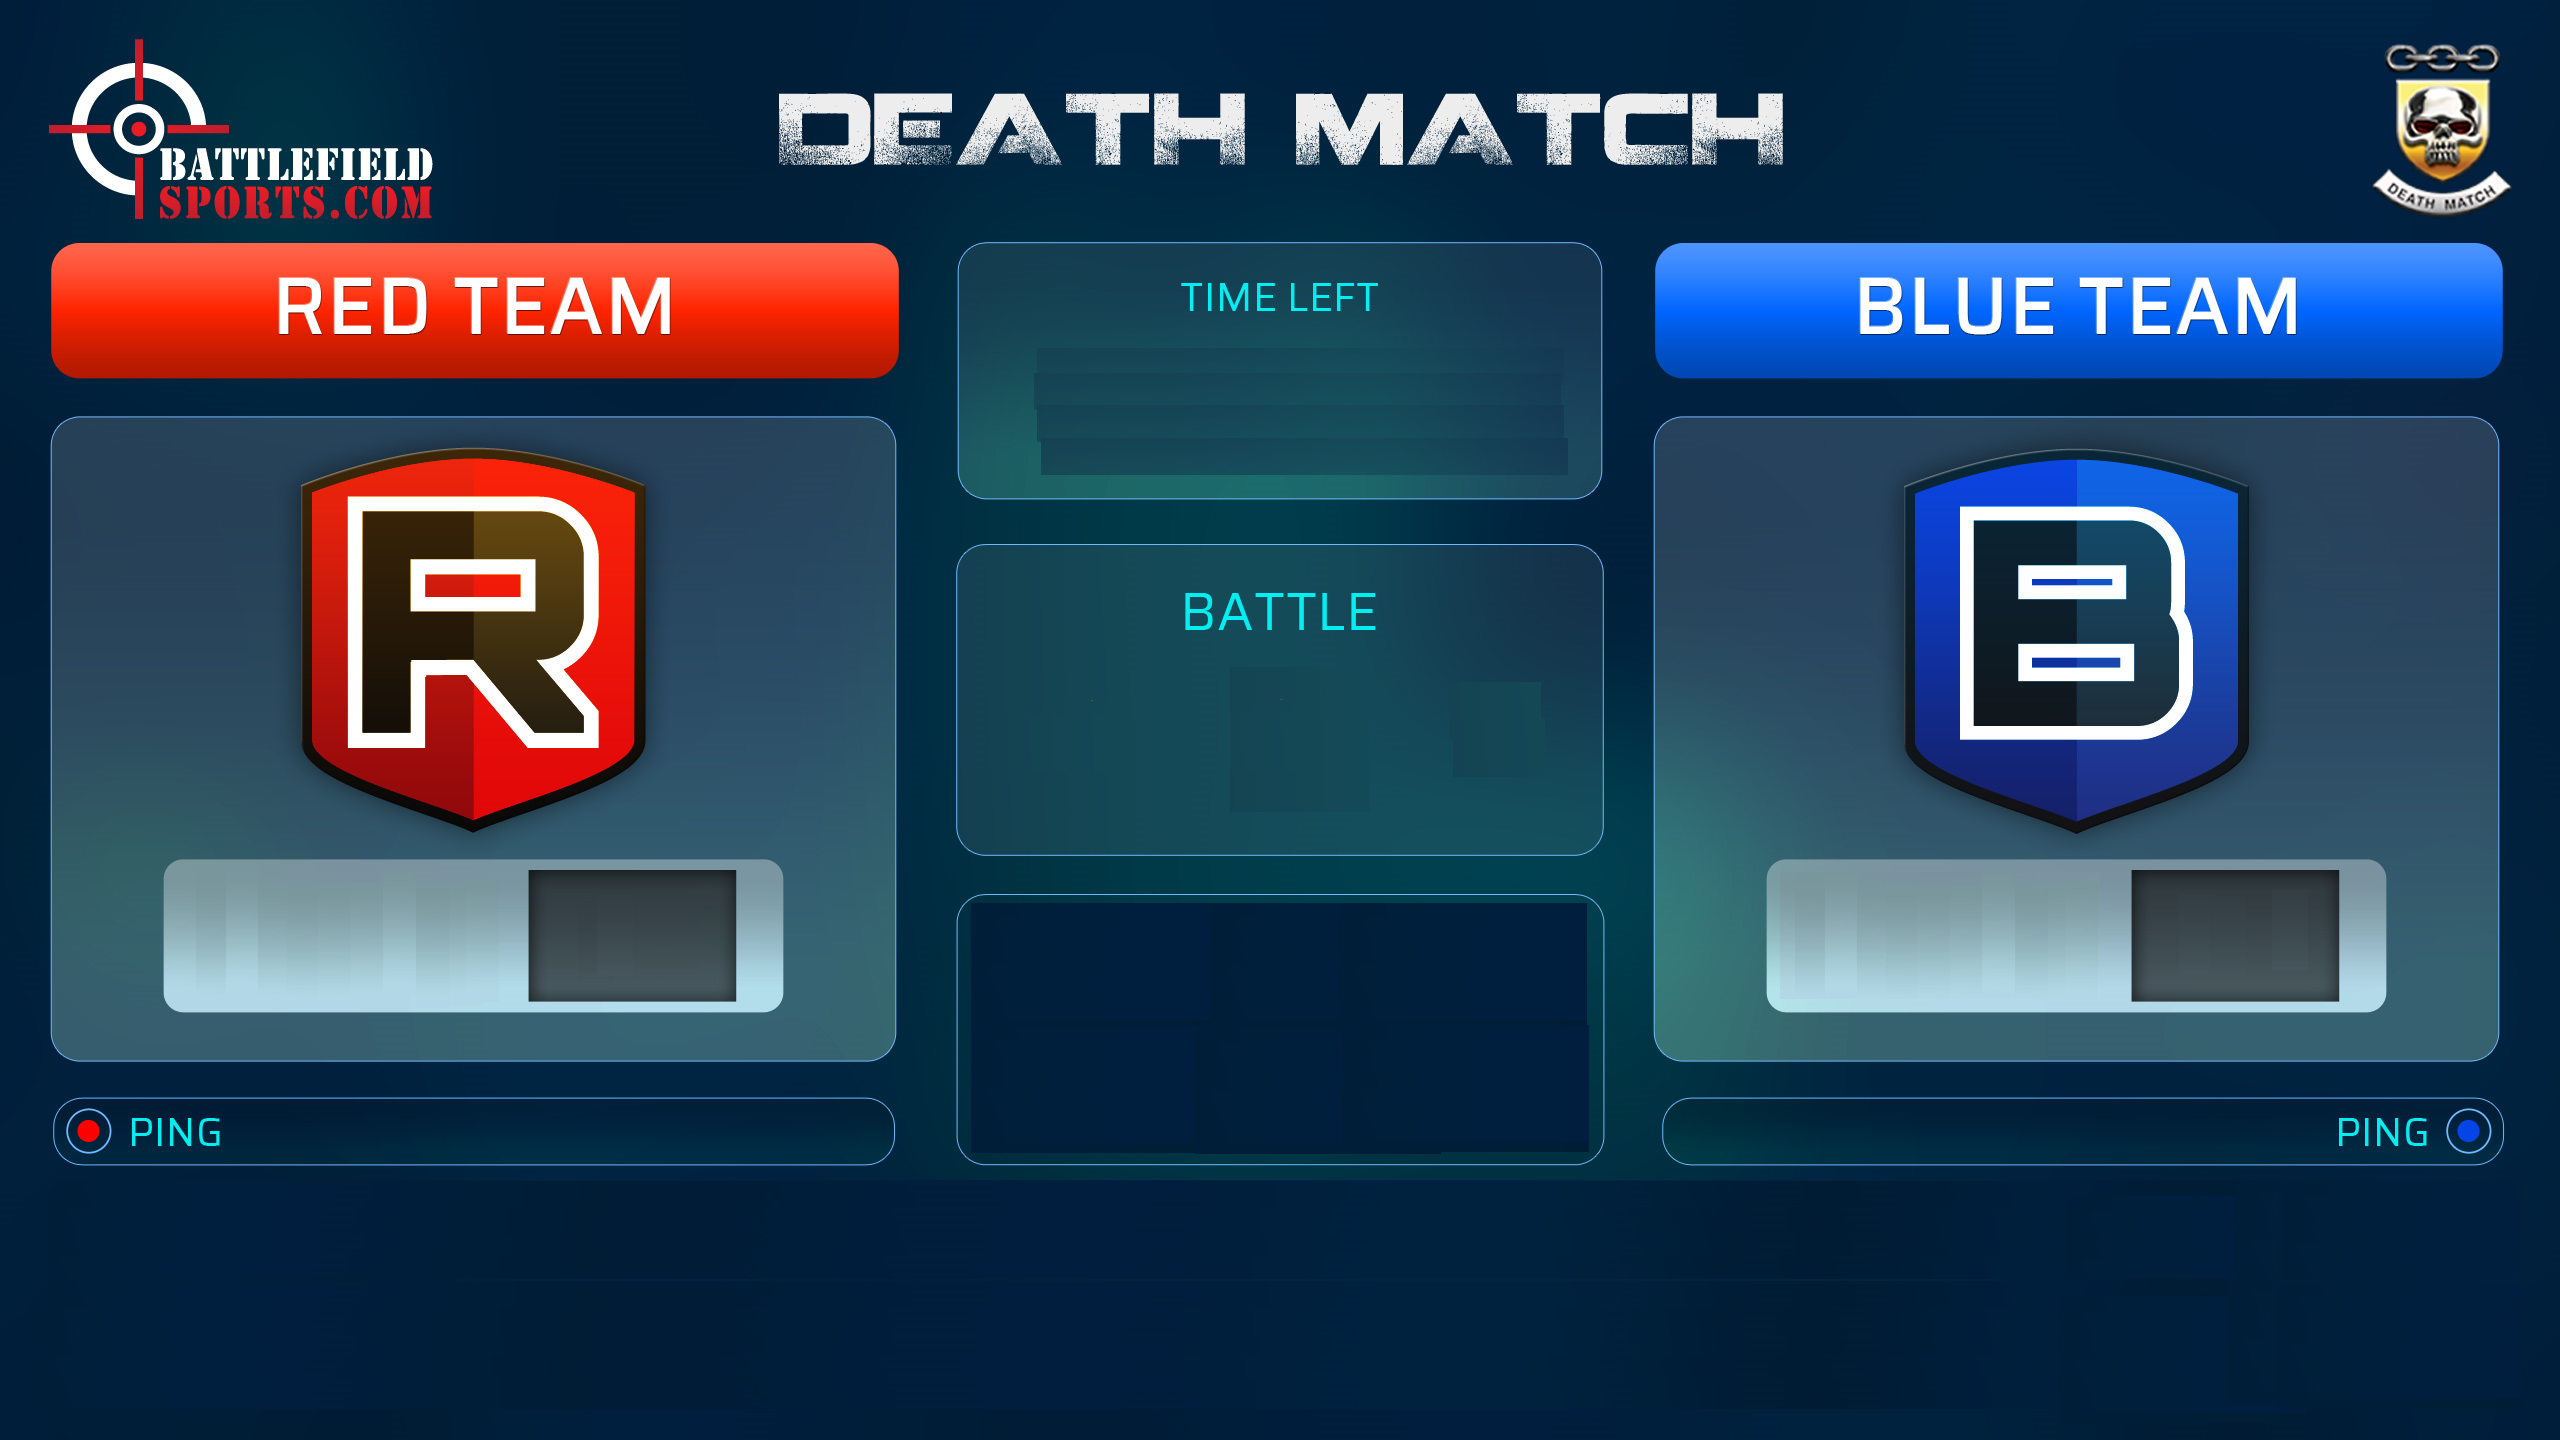 BATTLEFIELD
SPORTS.COM
DEATH MATCH
DEATH MATCH
RED TEAM
TIME LEFT
BLUE TEAM
R
BATTLE
B
PING
PING